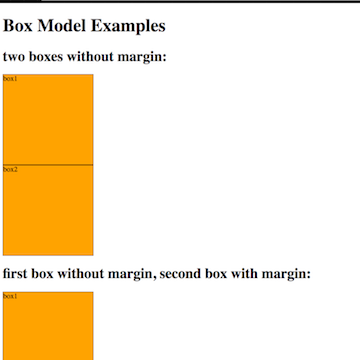 Box Model Examples
two boxes without margin:
box1
box2
first box without margin, second box with margin:
box1